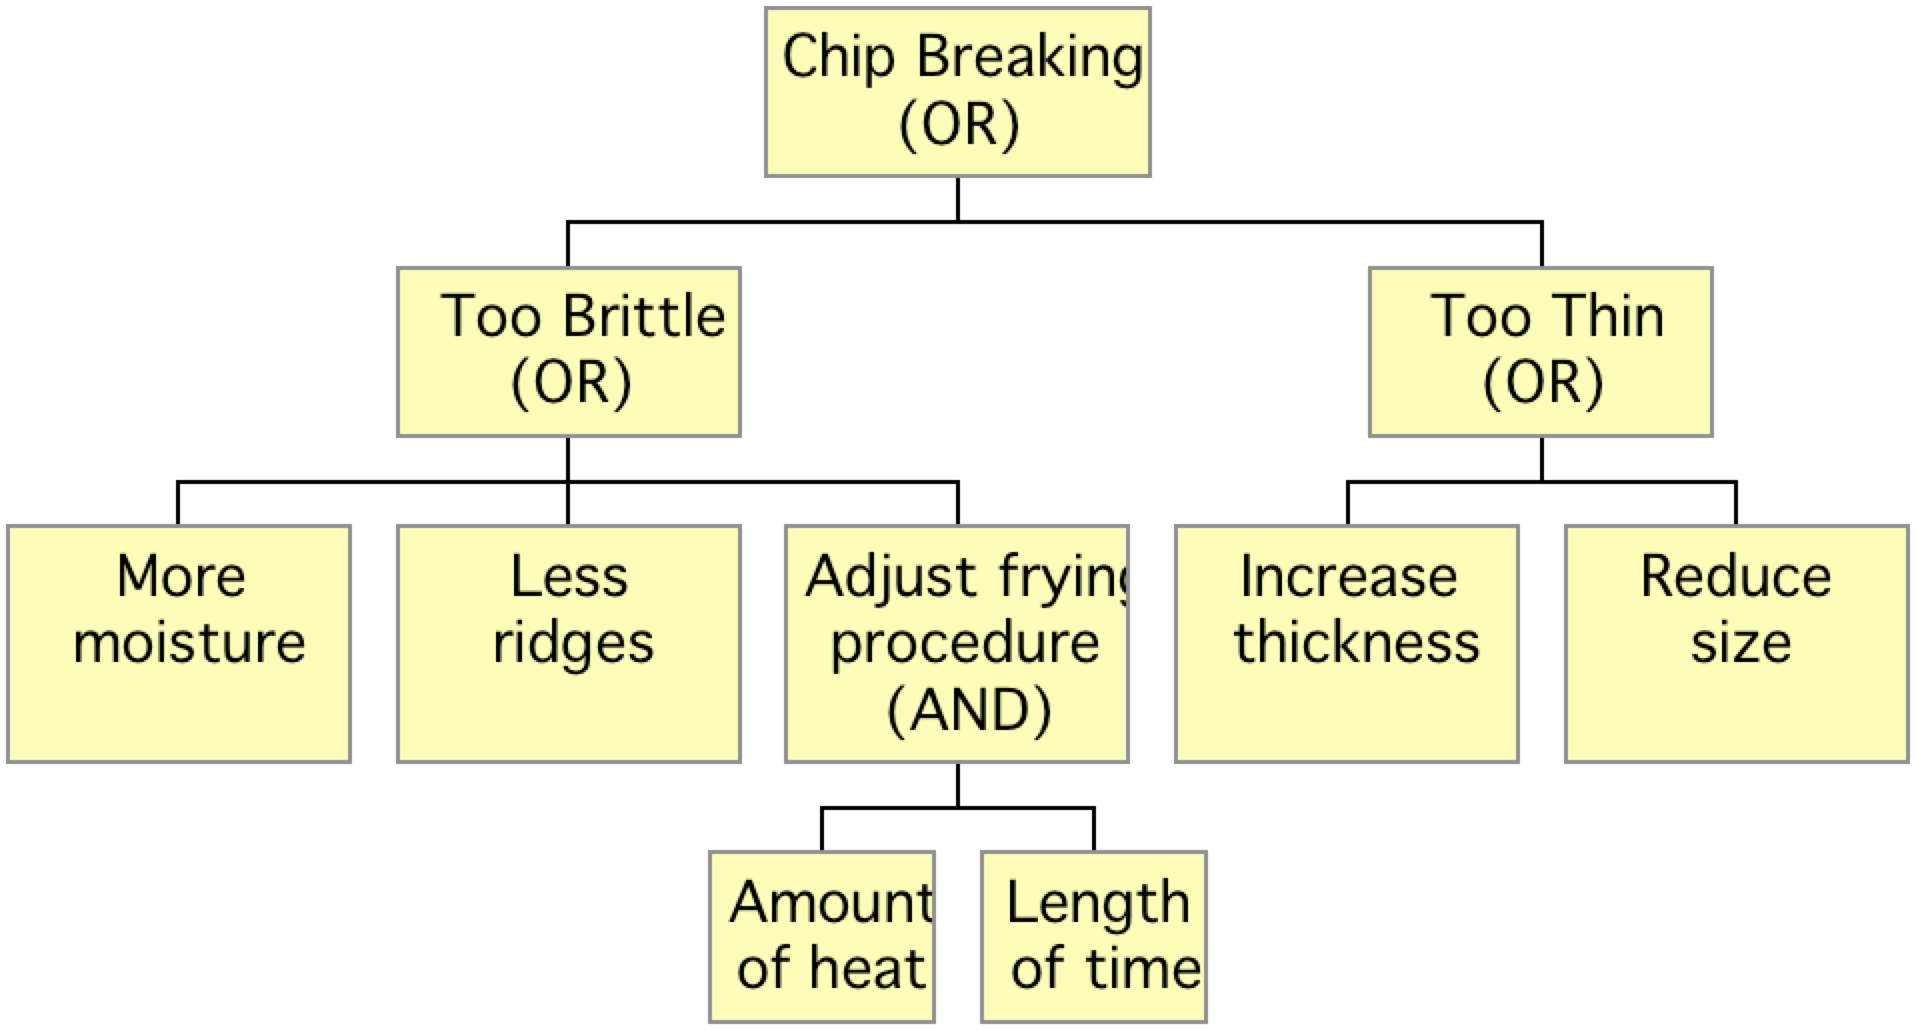 Chip Breaking
(OR)
Too Brittle
(OR)
Too Thin
(OR)
More
moisture
Less
ridges
Adjust frying
procedure
(AND)
Increase
thickness
Reduce
size
Amount
of heat
Length
of time